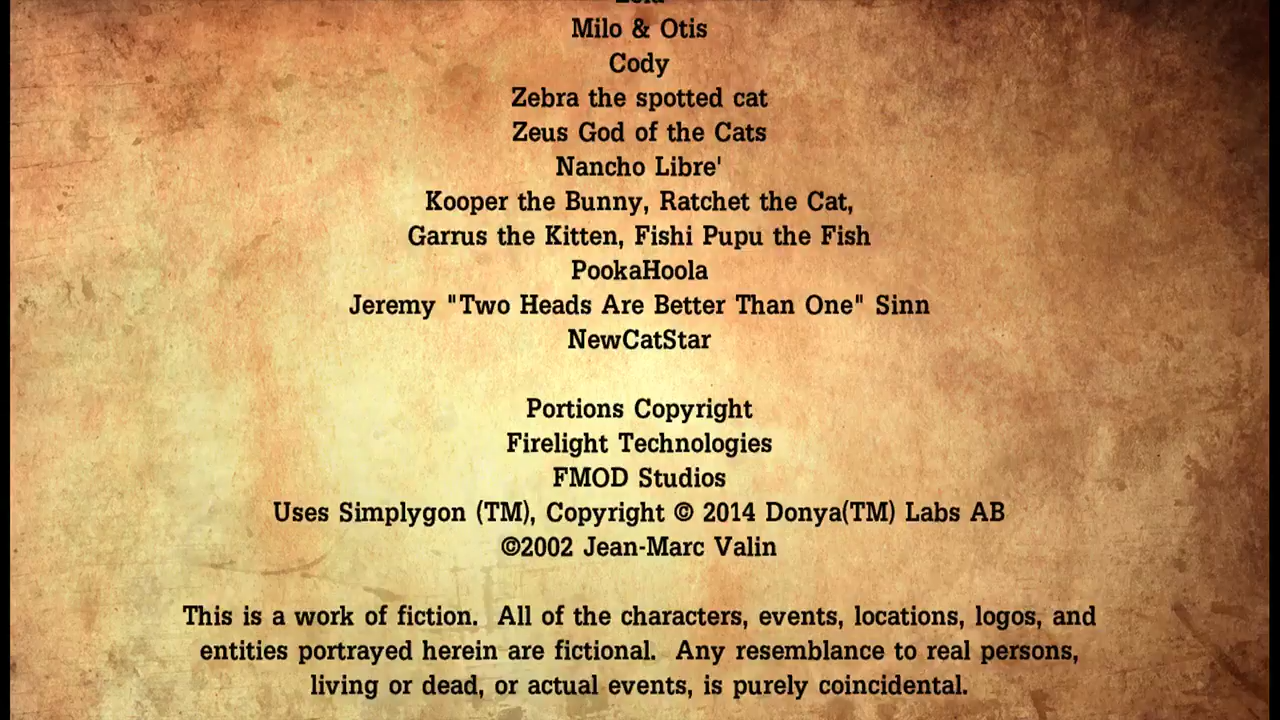 Milo & Otis
Cody
Zebra the spotted cat
Zeus God of the Cats
Nancho Libre'
Kooper the Bunny, Ratchet the Cat,
Garrus the Kitten, Fishi Pupu the Fish
PookaHoola
Jeremy "Two Heads Are Better Than One" Sinn
NewCatStar
Portions Copyright
Firelight Technologies
FMOD Studios
Uses Simplygon (TM), Copyright © 2014 Donya(TM) Labs AB
©2002 Jean-Marc Valin
This is a work of fiction.  All of the characters, events, locations, logos, and
entities portrayed herein are fictional.  Any resemblance to real persons,
living or dead, or actual events, is purely coincidental.